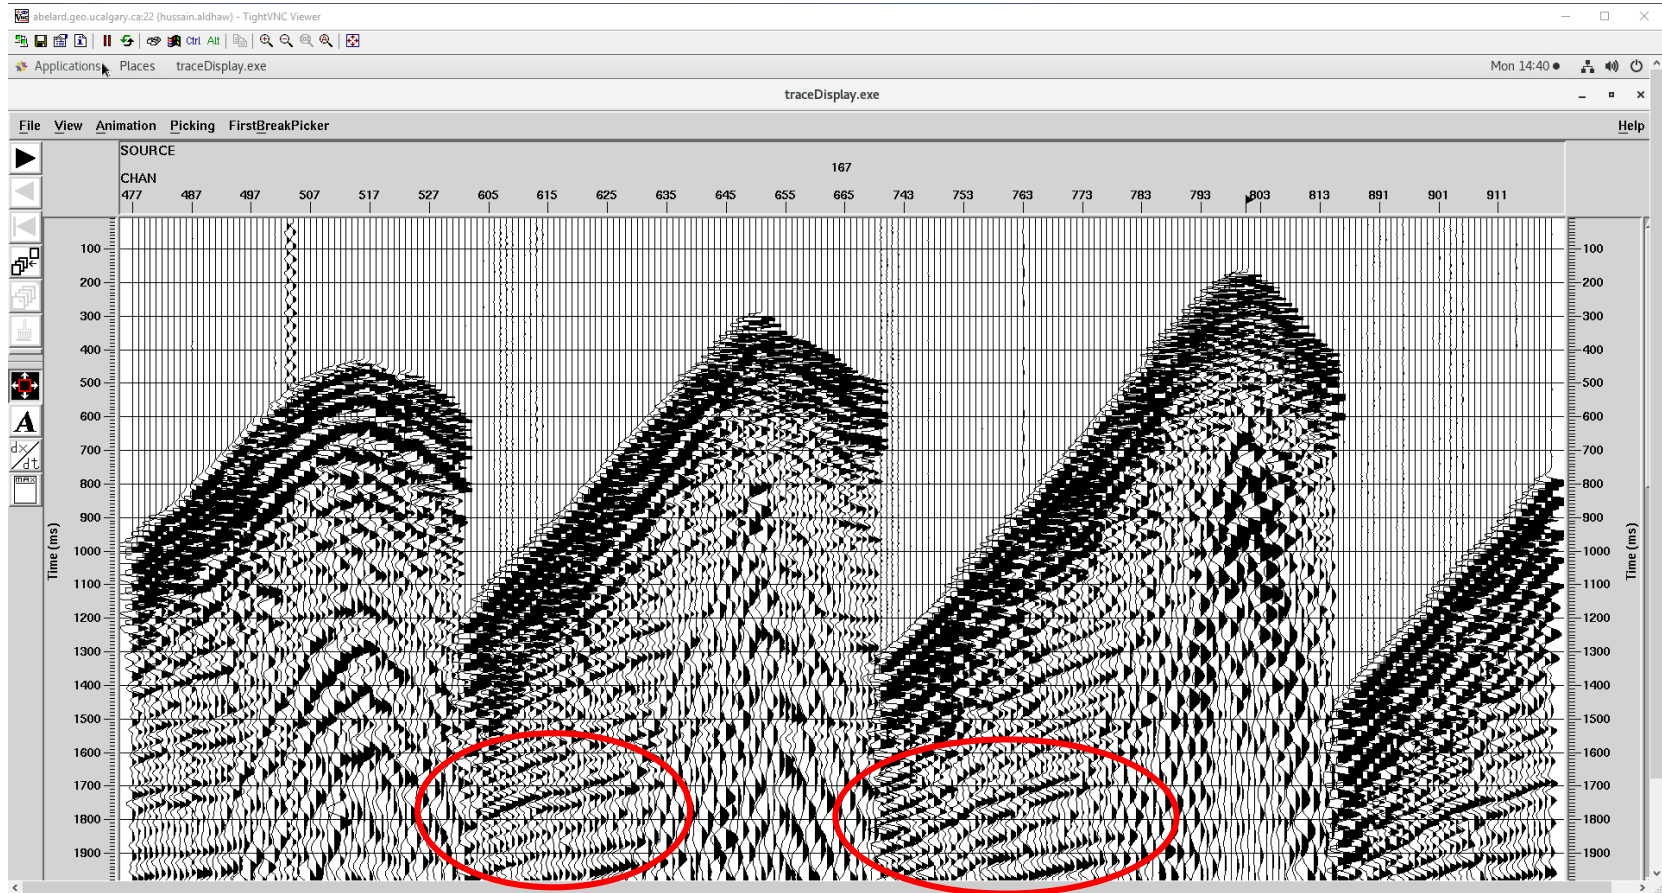 abelard.geo.ucalgary.ca:22 (hussain.aldhaw) - TightVNC Viewer
Ctrl Alt
Applications Places traceDisplay.exe Mon 14:40
traceDisplay.exe
File View Animation Picking FirstBreakPicker Help
SOURCE
167
CHAN
477 487 497 507 517 527 605 615 625 635 645 655 665 743 753 763 773 783 793 803 813 891 901 911
100 100
200 200
300 300
400 400
A
500 500
600 600
dx/dt
700 700
max
800 800
900 900
Time (ms) Time (ms)
1000 1000
1100 1100
1200 1200
1300 1300
1400 1400
1500 1500
1600 1600
1700 1700
1800 1800
1900 1900